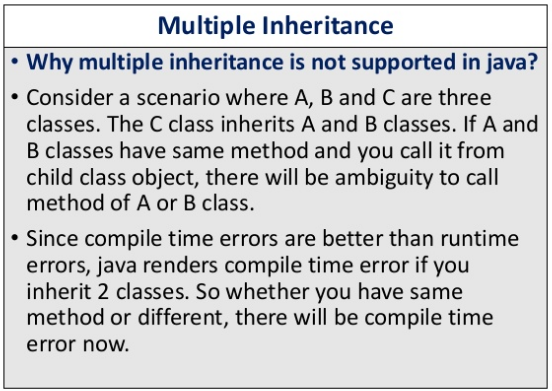 Multiple Inheritance
• Why multiple inheritance is not supported in java?
• Consider a scenario where A, B and C are three
classes. The C class inherits A and B classes. If A and
B classes have same method and you call it from
child class object, there will be ambiguity to call
method of A or B class.
• Since compile time errors are better than runtime
errors, java renders compile time error if you
inherit 2 classes. So whether you have same
method or different, there will be compile time
error now.